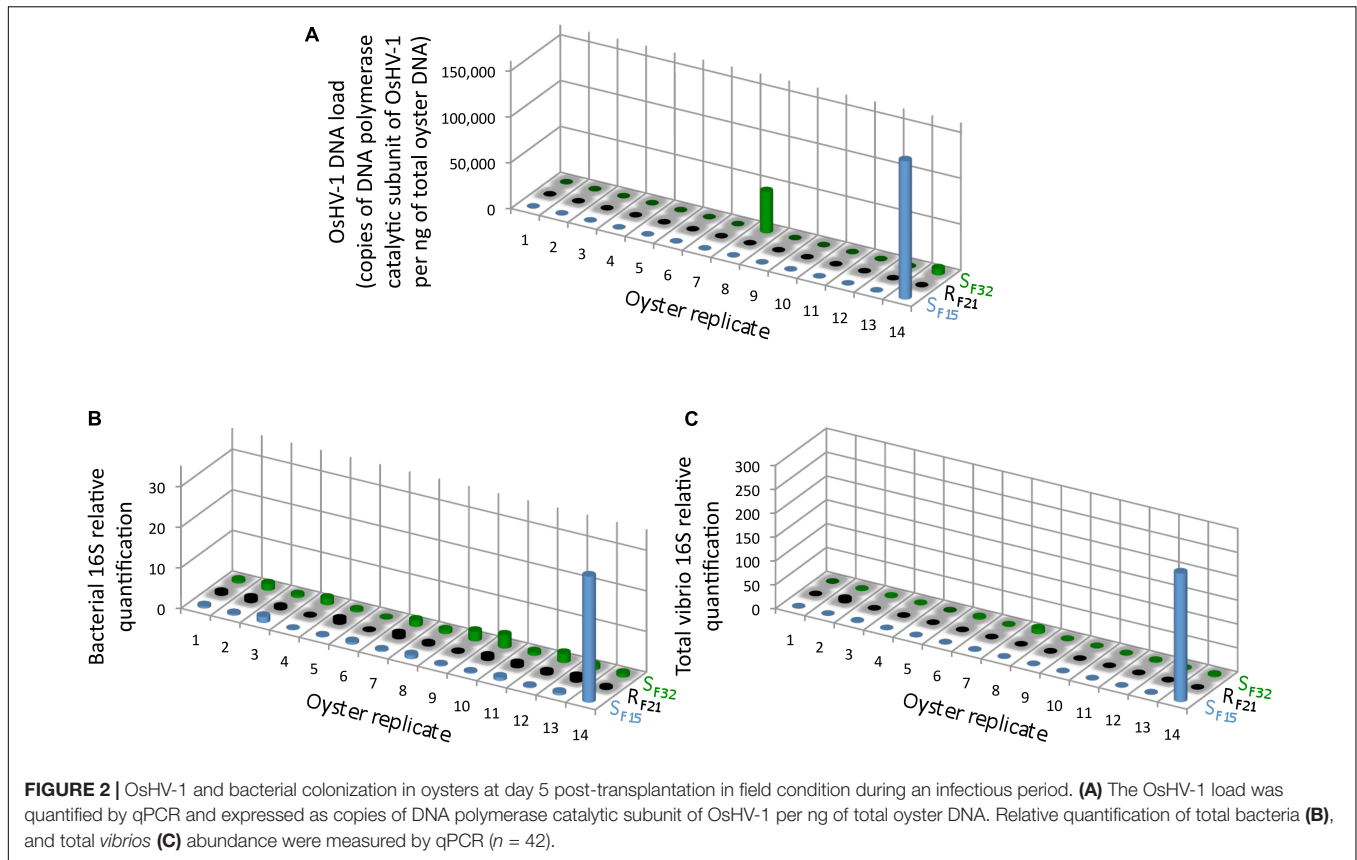 A
OsHV-1 DNA load
(copies of DNA polymerase
catalytic subunit of OsHV-1
per ng of total oyster DNA)
150,000
100,000
50,000
0
1 2 3 4 5 6 7 8 9 10 11 12 13 14
Oyster replicate
SF32
RF21
SF15
B
Bacterial 16S relative
quantification
30
20
10
0
1 2 3 4 5 6 7 8 9 10 11 12 13 14
Oyster replicate
SF32
RF21
SF15
C
Total vibrio 16S relative
quantification
300
250
200
150
100
50
0
1 2 3 4 5 6 7 8 9 10 11 12 13 14
Oyster replicate
SF32
RF21
SF15
FIGURE 2 | OsHV-1 and bacterial colonization in oysters at day 5 post-transplantation in field condition during an infectious period. (A) The OsHV-1 load was
quantified by qPCR and expressed as copies of DNA polymerase catalytic subunit of OsHV-1 per ng of total oyster DNA. Relative quantification of total bacteria (B),
and total vibrios (C) abundance were measured by qPCR (n = 42).